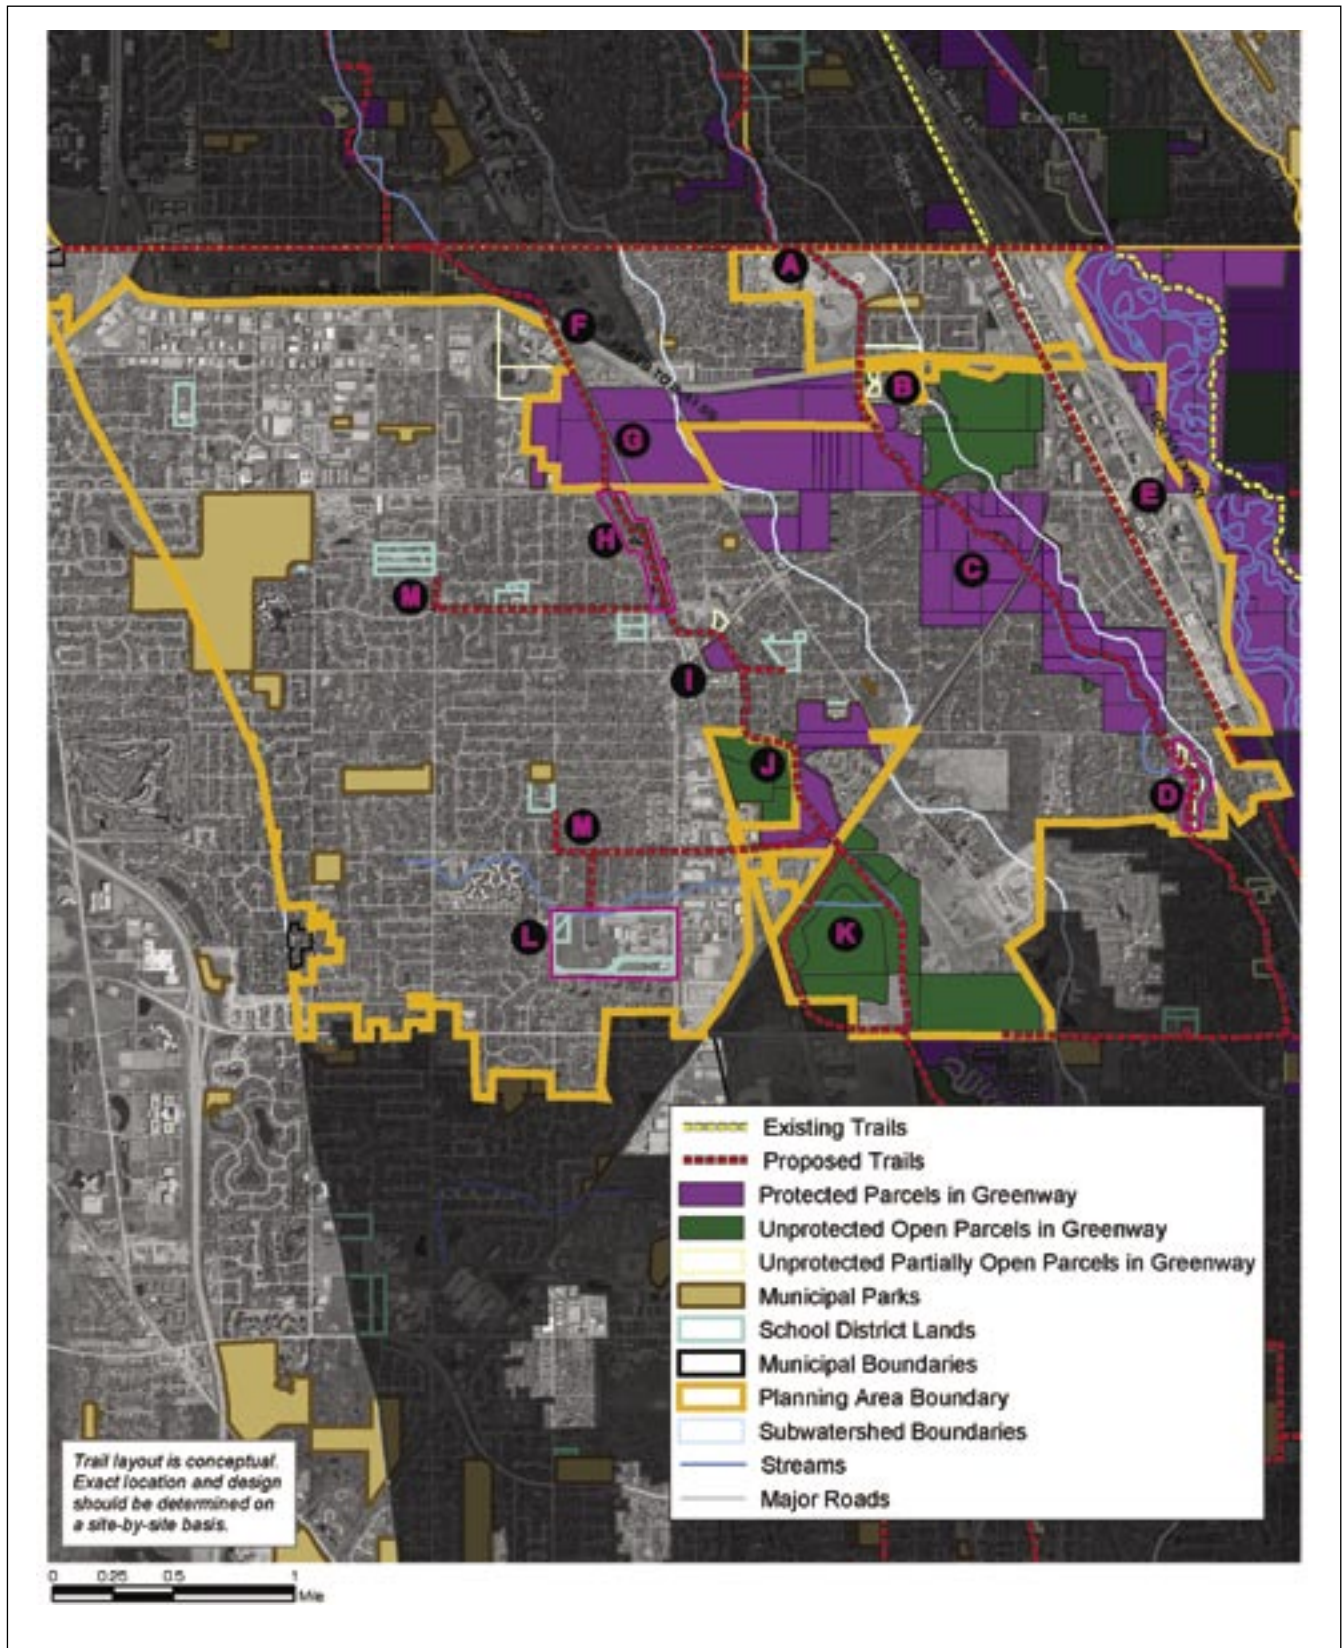 A
B
F
G
E
H
C
M
I
J
D
M
K
L
Existing Trails
Proposed Trails
Protected Parcels in Greenway
Unprotected Open Parcels in Greenway
Unprotected Partially Open Parcels in Greenway
Municipal Parks
School District Lands
Municipal Boundaries
Planning Area Boundary
Subwatershed Boundaries
Streams
Major Roads
Trail layout is conceptual.
Exact location and design
should be determined on
a site-by-site basis.
0 0.25 0.5 1
Mile